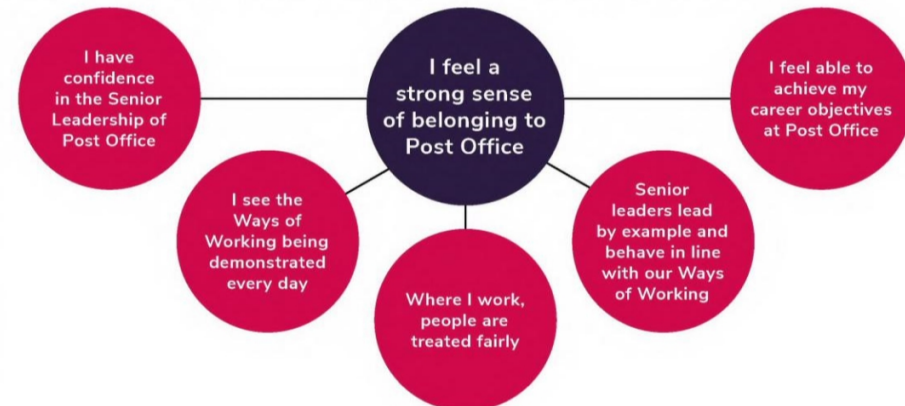 I have
confidence
in the Senior
Leadership of
Post Office
I feel a
strong sense
of belonging to
Post Office
I feel able to
achieve my
career objectives
at Post Office
I see the
Ways of
Working being
demonstrated
every day
Where I work,
people are
treated fairly
Senior
leaders lead
by example and
behave in line
with our Ways
of Working